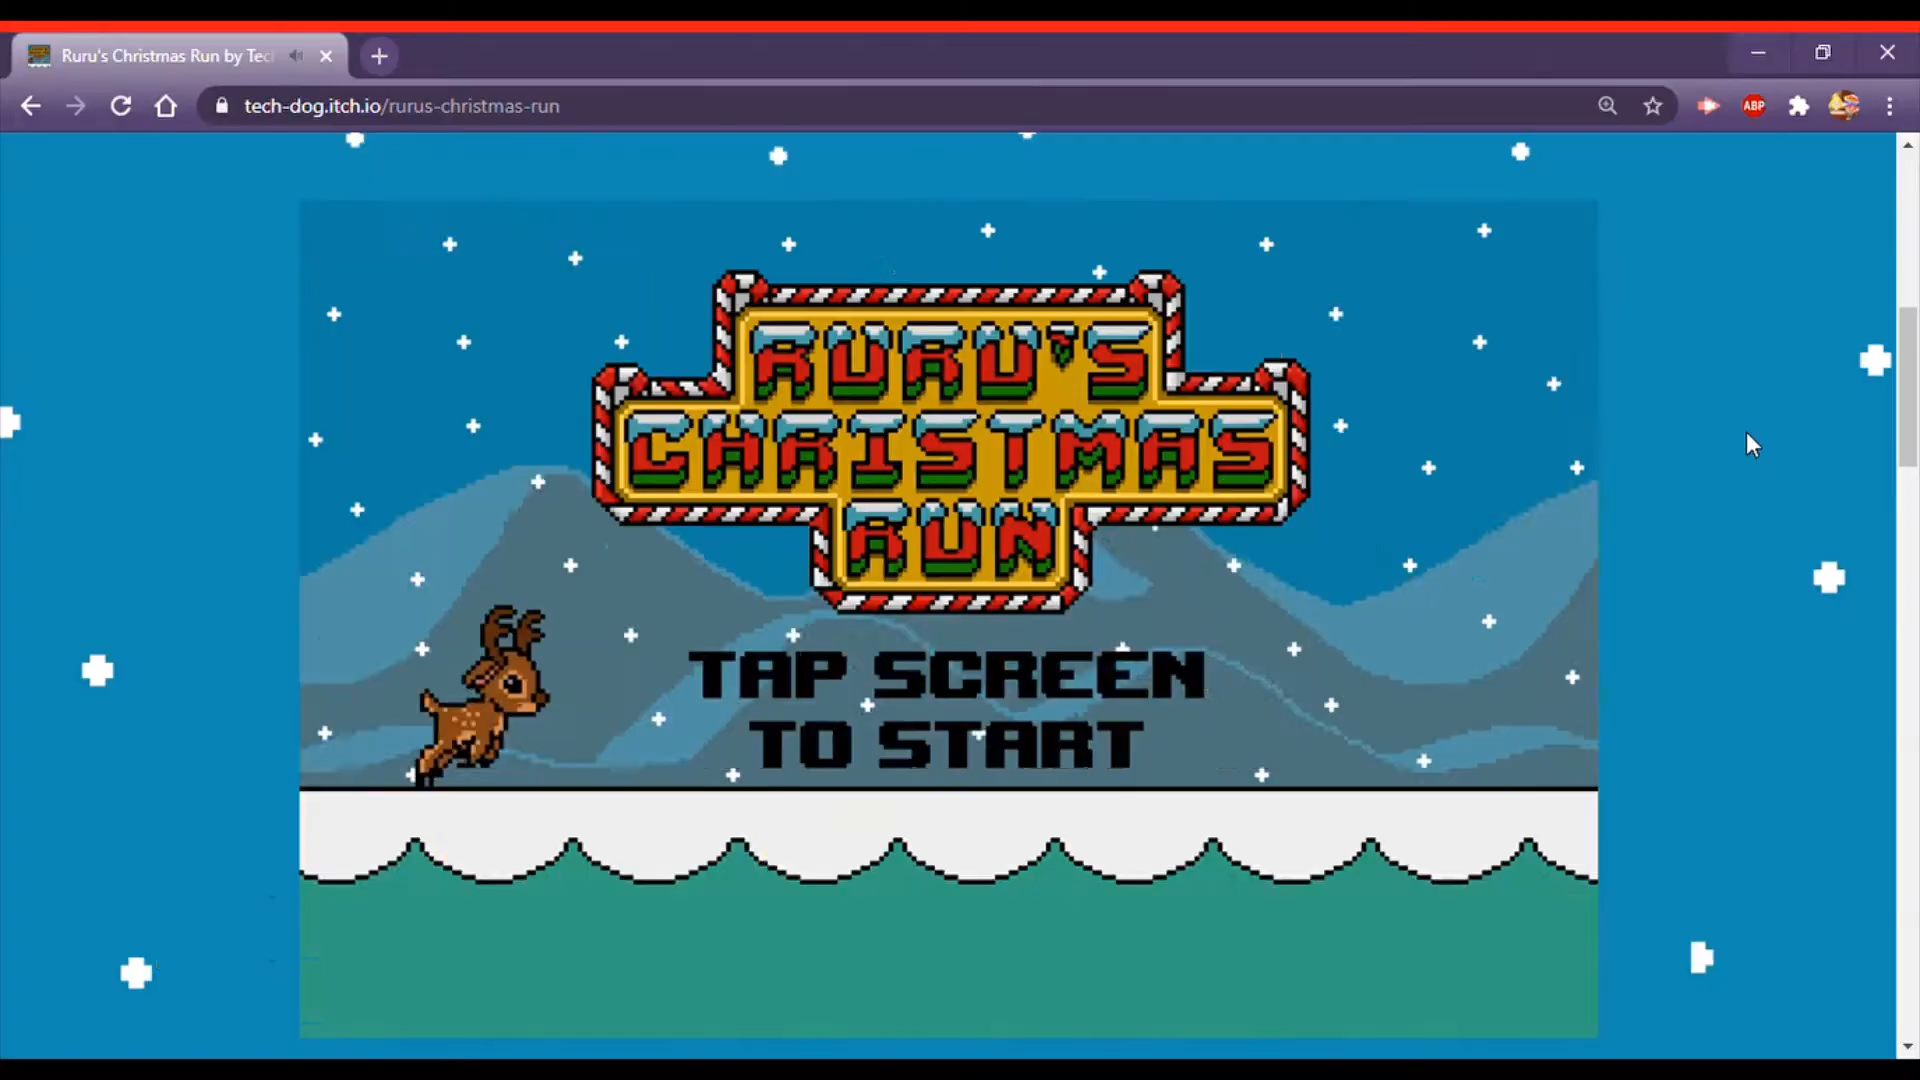 Ruru's Christmas Run by Tec
tech-dog.itch.io/rurus-christmas-run
ABP
RURU'S
CHRISTMAS
RUN
TAP SCREEN
TO START